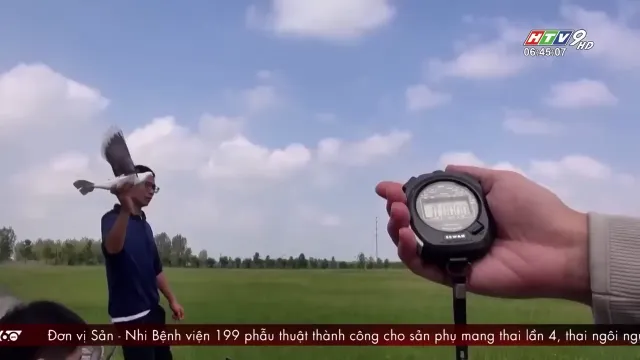 HTV9 HD
06:45:07
60
Đơn vị Sản - Nhi Bệnh viện 199 phẫu thuật thành công cho sản phụ mang thai lần 4, thai ngôi ng